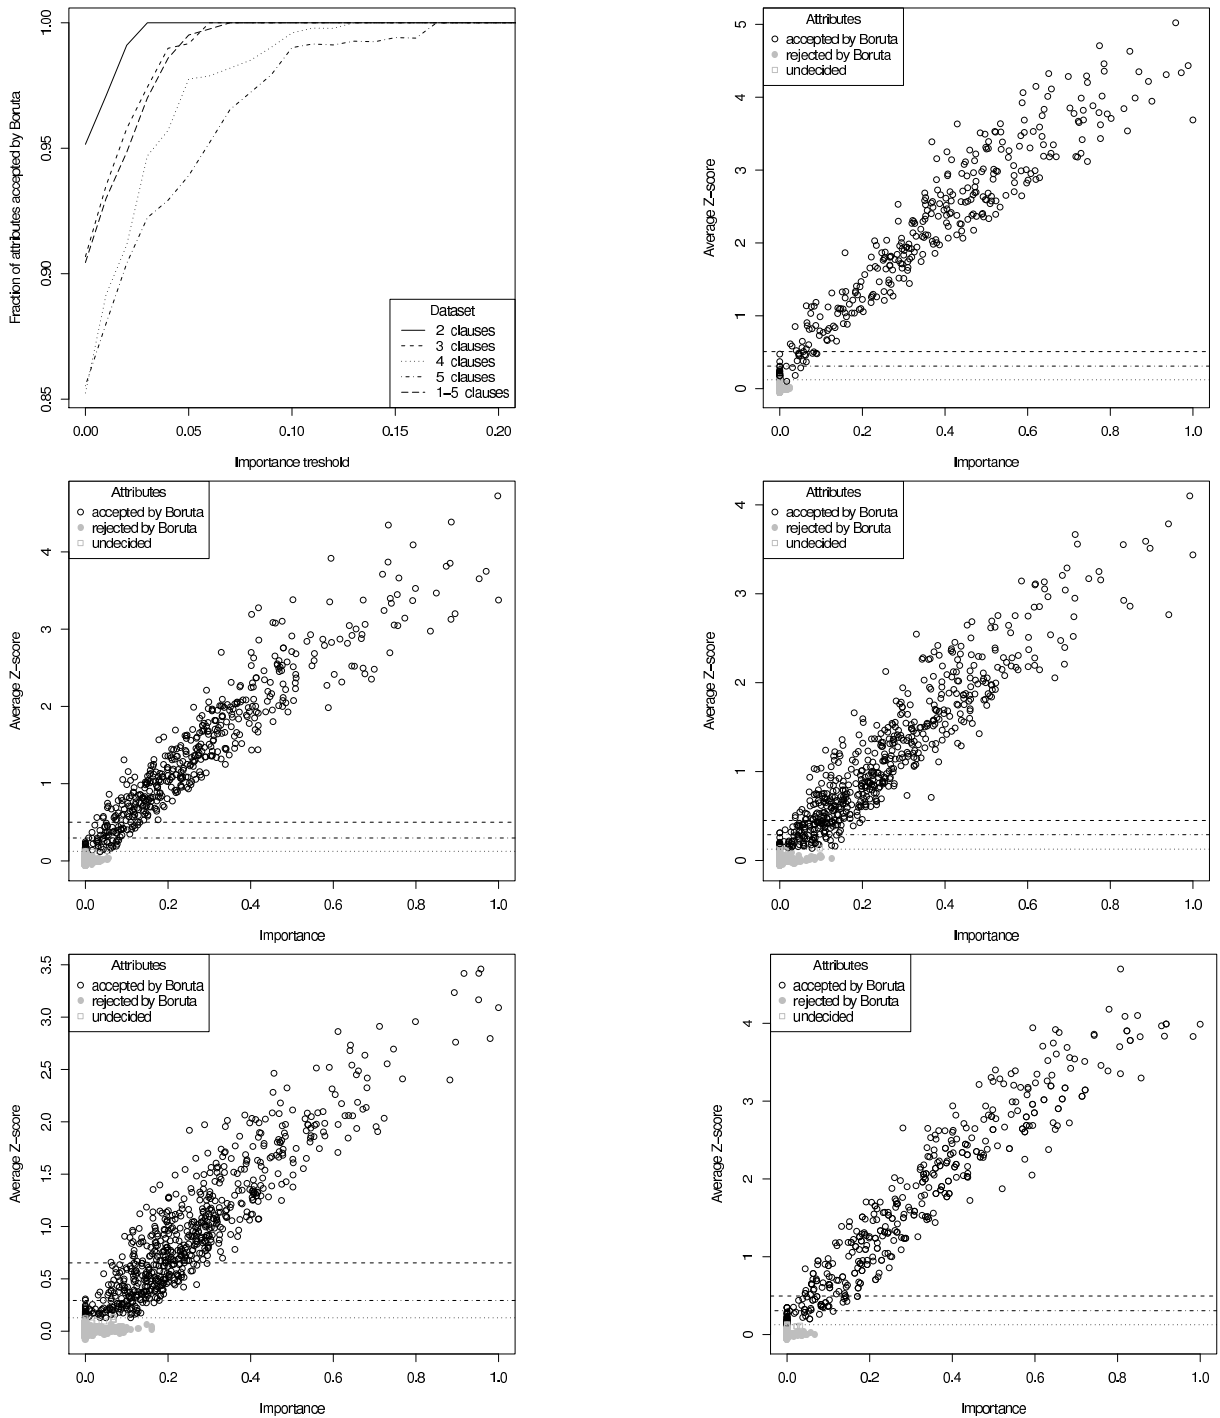 1.00
0.95
0.90
0.85
Fraction of attributes accepted by Boruta
Dataset
2 clauses
3 clauses
4 clauses
5 clauses
1-5 clauses
0.00 0.05 0.10 0.15 0.20
Importance treshold
5
4
3
2
1
0
Average Z-score
Attributes
accepted by Boruta
rejected by Boruta
undecided
0.0 0.2 0.4 0.6 0.8 1.0
Importance
4
3
2
1
0
Average Z-score
Attributes
accepted by Boruta
rejected by Boruta
undecided
0.0 0.2 0.4 0.6 0.8 1.0
Importance
4
3
2
1
0
Average Z-score
Attributes
accepted by Boruta
rejected by Boruta
undecided
0.0 0.2 0.4 0.6 0.8 1.0
Importance
3.5
3.0
2.5
2.0
1.5
1.0
0.5
0.0
Average Z-score
Attributes
accepted by Boruta
rejected by Boruta
undecided
0.0 0.2 0.4 0.6 0.8 1.0
Importance
4
3
2
1
0
Average Z-score
Attributes
accepted by Boruta
rejected by Boruta
undecided
0.0 0.2 0.4 0.6 0.8 1.0
Importance